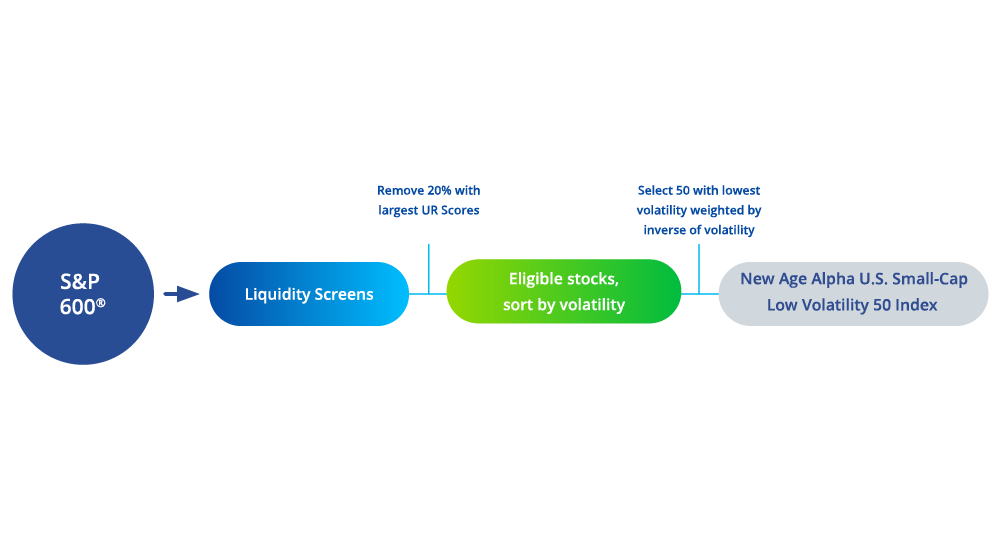 S&P
600®
Liquidity Screens
Remove 20% with
largest UR Scores
Eligible stocks,
sort by volatility
Select 50 with lowest
volatility weighted by
inverse of volatility
New Age Alpha U.S. Small-Cap
Low Volatility 50 Index